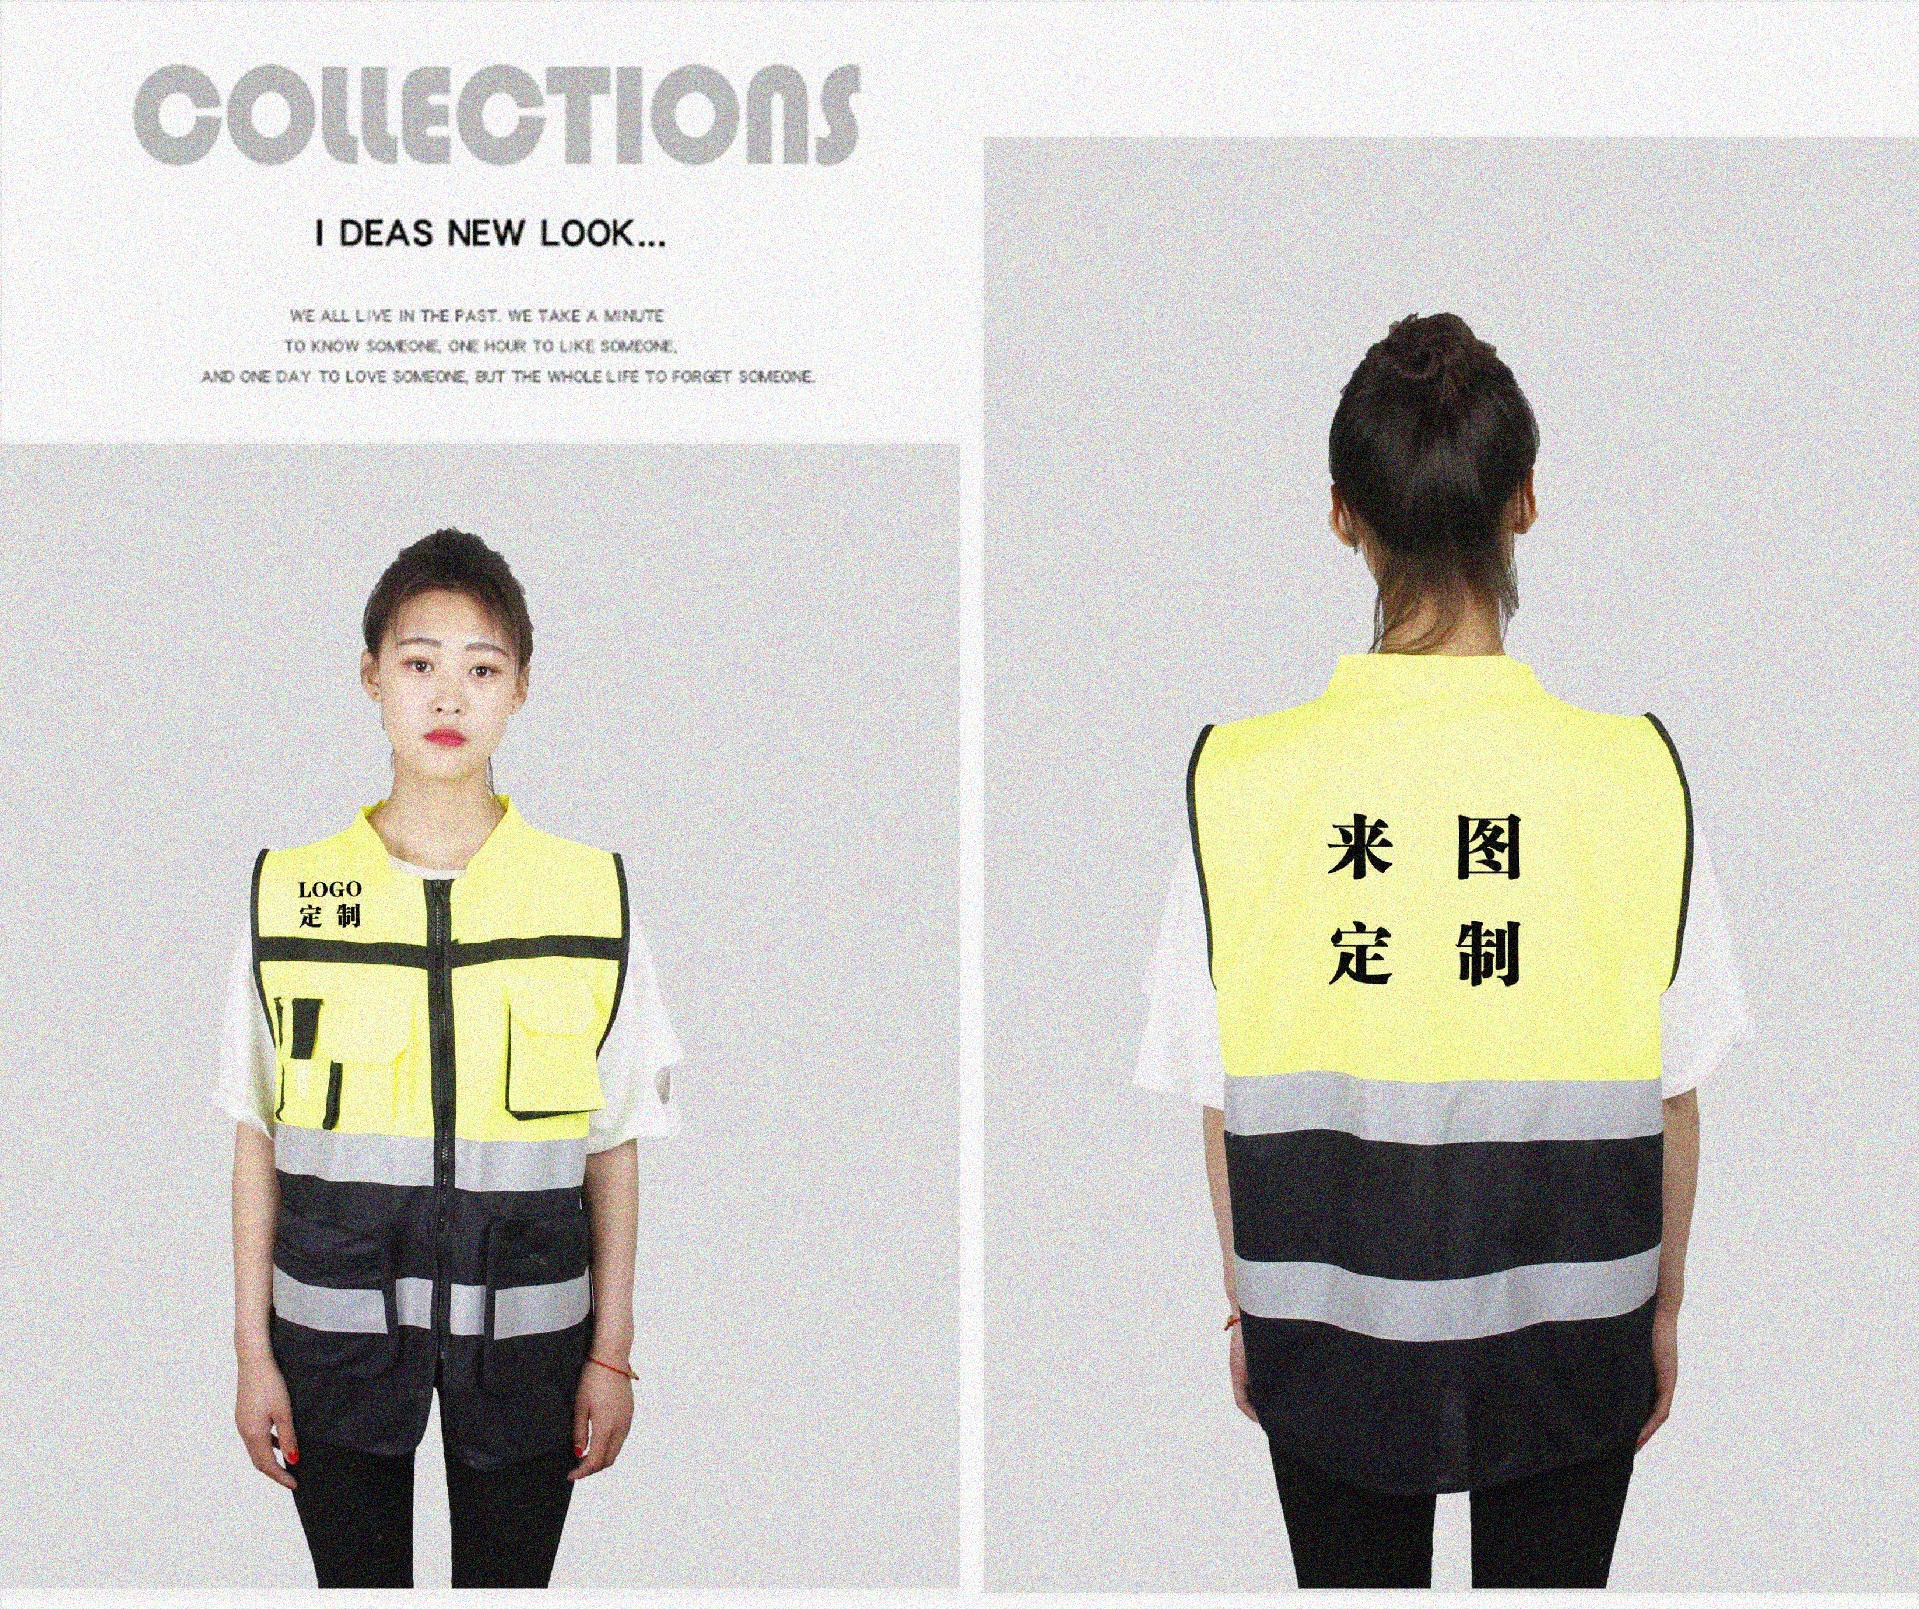 COLLECTIONS
I DEAS NEW LOOK...
WE ALL LIVE IN THE PAST. WE TAKE A MINUTE
TO KNOW SOMEONE, ONE HOUR TO LIKE SOMEONE,
AND ONE DAY TO LOVE SOMEONE, BUT THE WHOLE LIFE TO FORGET SOMEONE.
LOGO
定制
来图
定制